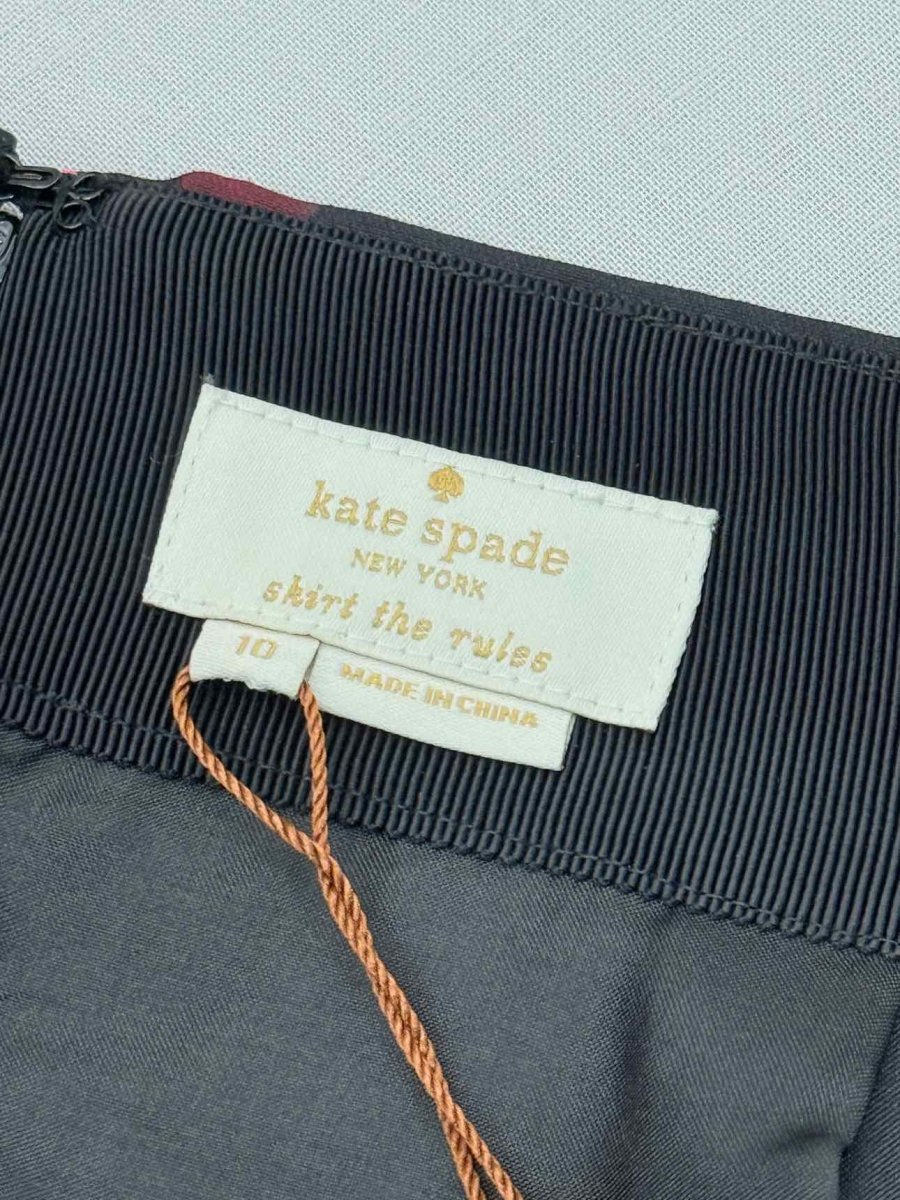 kate spade
NEW YORK
skirt the rules
10
MADE IN CHINA